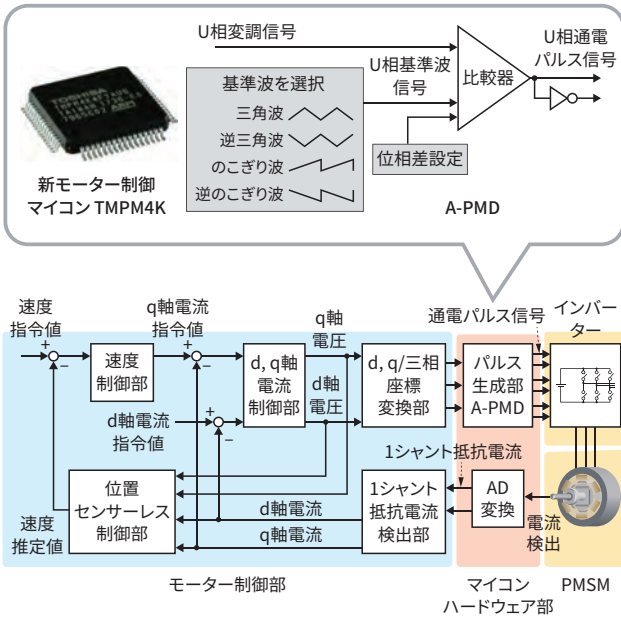 U相変調信号
U相通電
パルス信号
基準波を選択
三角波
逆三角波
のこぎり波
逆のこぎり波
U相基準波
信号
比較器
位相差設定
TOSHIBA
新モーター制御
マイコン TMPM4K
A-PMD
速度
指令値
q軸電流
指令値
q軸
電圧
通電パルス信号
インバ
ーター
+
−
速度
制御部
+
−
d, q軸
電流
制御部
d, q/三相
座標
変換部
パルス
生成部
A-PMD
d軸
電圧
d軸電流
指令値
+
−
1シャント抵抗電流
位置
センサーレス
制御部
速度
推定値
d軸電流
q軸電流
1シャント
抵抗電流
検出部
AD
変換
電流
検出
モーター制御部
マイコン
ハードウェア部
PMSM